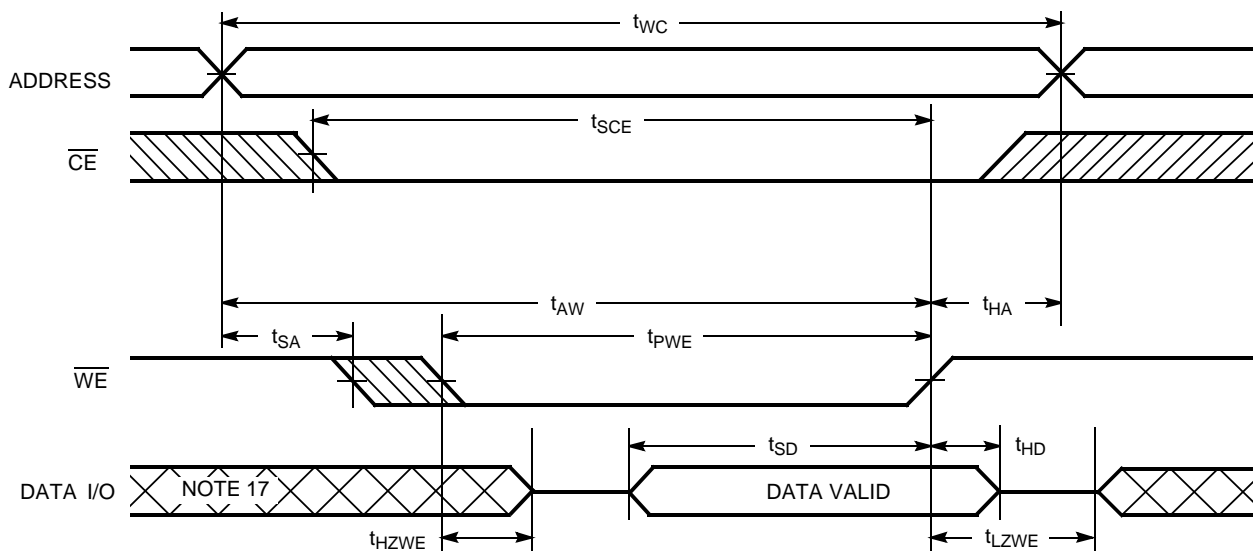 tWC
ADDRESS
tSCE
CE
tAW
tHA
tSA
tPWE
WE
tSD
tHD
DATA I/O
NOTE 17
DATA VALID
tHZWE
tLZWE